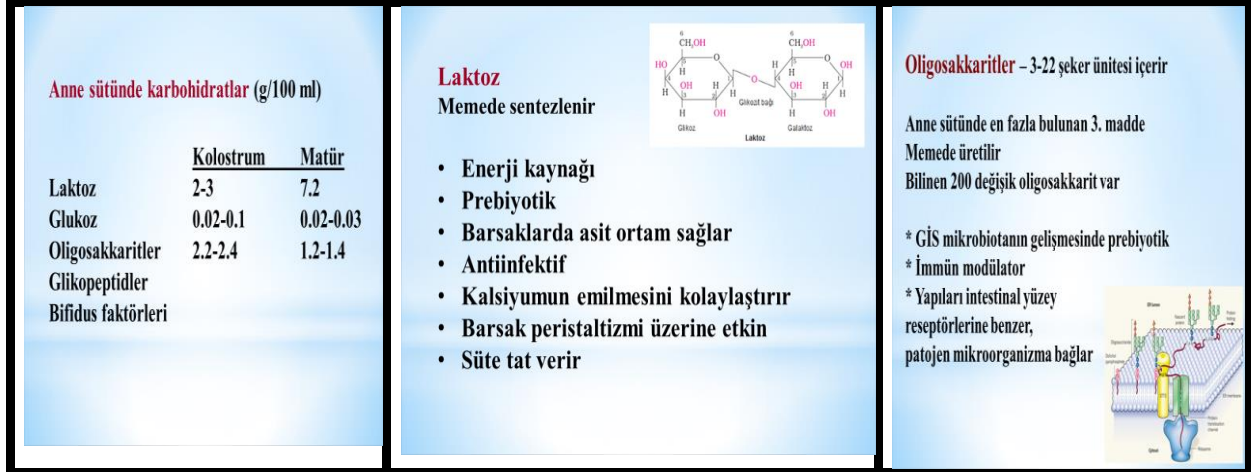 Anne sütünde karbohidratlar (g/100 ml)
Kolostrum Matür
Laktoz 2-3 7.2
Glukoz 0.02-0.1 0.02-0.03
Oligosakkaritler 2.2-2.4 1.2-1.4
Glikopeptidler
Bifidus faktörleri
Laktoz
Memede sentezlenir
6 6
CH2OH CH2OH
HO O O OH
H H H H
OH O OH
H H H H
Glikozit bağı
H OH H OH
Glikoz Galaktoz
Laktoz
• Enerji kaynağı
• Prebiyotik
• Barsaklarda asit ortam sağlar
• Antiinfektif
• Kalsiyumun emilmesini kolaylaştırır
• Barsak peristaltizmi üzerine etkin
• Süte tat verir
Oligosakkaritler – 3-22 şeker ünitesi içerir
Anne sütünde en fazla bulunan 3. madde
Memede üretilir
Bilinen 200 değişik oligosakkarit var
* GİS mikrobiotanın gelişmesinde prebiyotik
* İmmün modülator
* Yapıları intestinal yüzey
reseptörlerine benzer,
patojen mikroorganizma bağlar